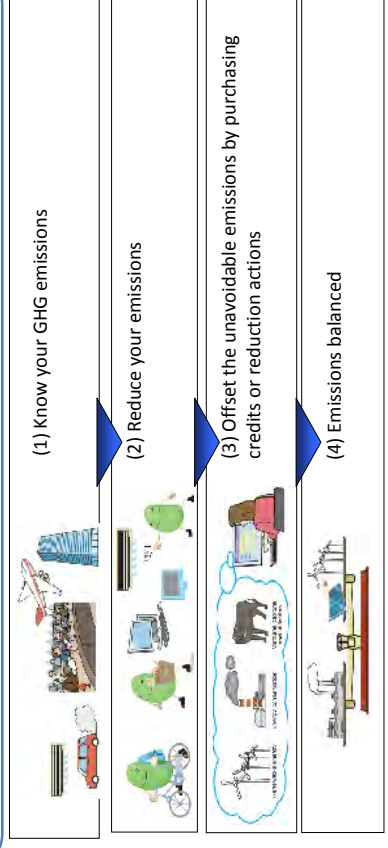 (1) Know your GHG emissions
(2) Reduce your emissions
(3) Offset the unavoidable emissions by purchasing
credits or reduction actions
(4) Emissions balanced